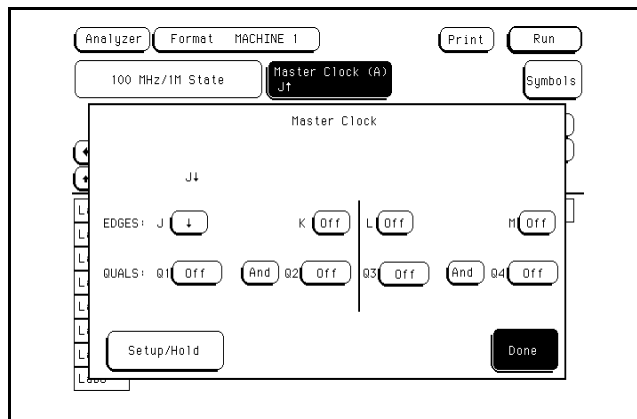 Analyzer Format MACHINE 1 Print Run
100 MHz/1M State Master Clock (A) Symbols
J↑
Master Clock
J↓
EDGES: J ↓ K Off L Off M Off
QUALS: Q1 Off And Q2 Off Q3 Off And Q4 Off
Setup/Hold Done